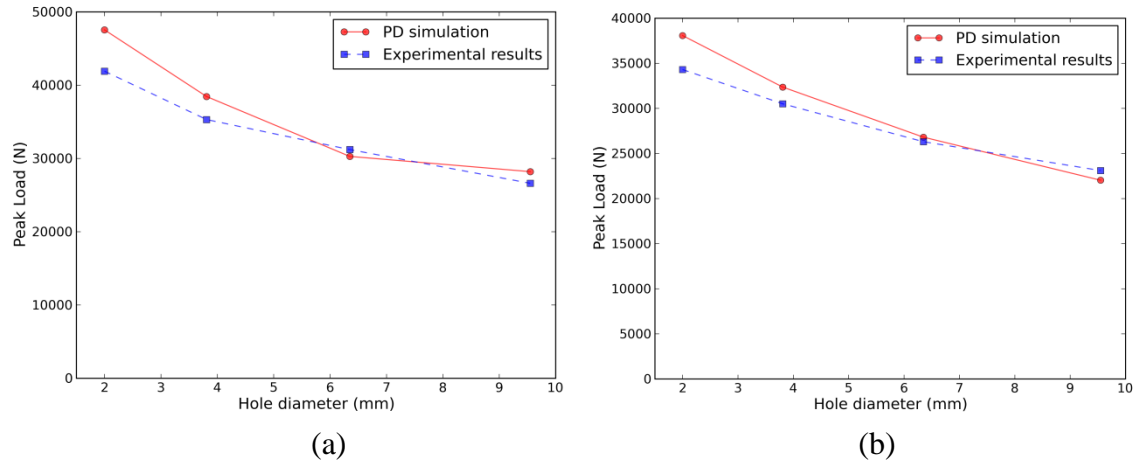 50000
40000
30000
20000
10000
0
Peak Load (N)
PD simulation
Experimental results
2 3 4 5 6 7 8 9 10
Hole diameter (mm)
(a)
40000
35000
30000
25000
20000
15000
10000
5000
0
Peak Load (N)
PD simulation
Experimental results
2 3 4 5 6 7 8 9 10
Hole diameter (mm)
(b)